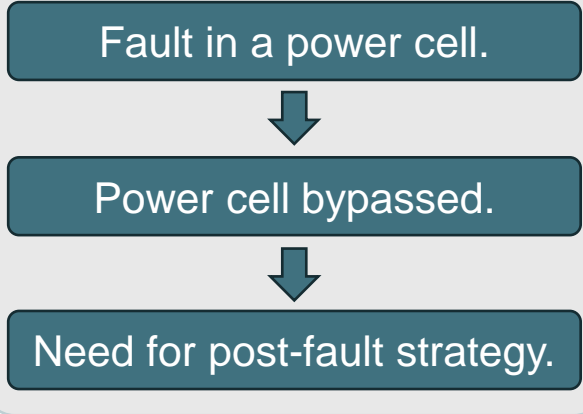 Fault in a power cell.
Power cell bypassed.
Need for post-fault strategy.